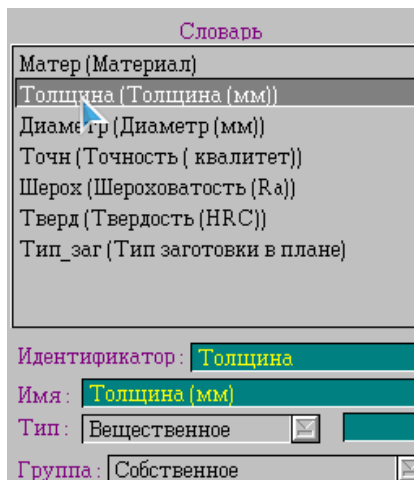 Словарь
Матер (Материал)
Толщина (Толщина (мм))
Диаметр (Диаметр (мм))
Точн (Точность ( квалитет))
Шерох (Шероховатость (Ra))
Тверд (Твердость (HRC))
Тип_заг (Тип заготовки в плане)
Идентификатор : Толщина
Имя : Толщина (мм)
Тип : Вещественное
Группа : Собственное